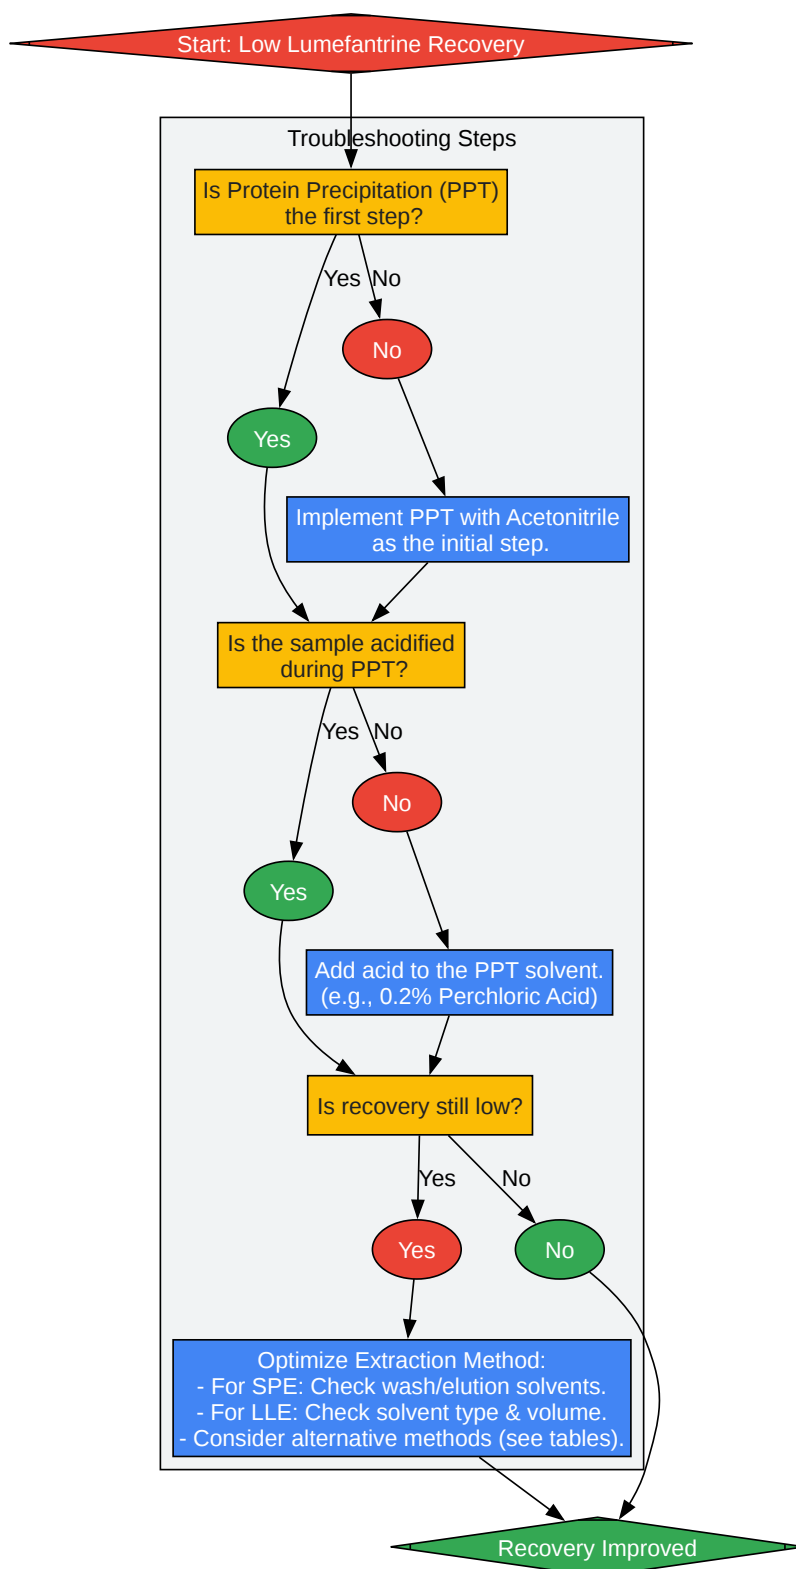 Start: Low Lumefantrine Recovery
Troubleshooting Steps
Is Protein Precipitation (PPT)
the first step?
Yes
No
No
Yes
Implement PPT with Acetonitrile
as the initial step.
Is the sample acidified
during PPT?
Yes
No
No
Yes
Add acid to the PPT solvent.
(e.g., 0.2% Perchloric Acid)
Is recovery still low?
Yes
No
Yes
No
Optimize Extraction Method:
- For SPE: Check wash/elution solvents.
- For LLE: Check solvent type & volume.
- Consider alternative methods (see tables).
Recovery Improved